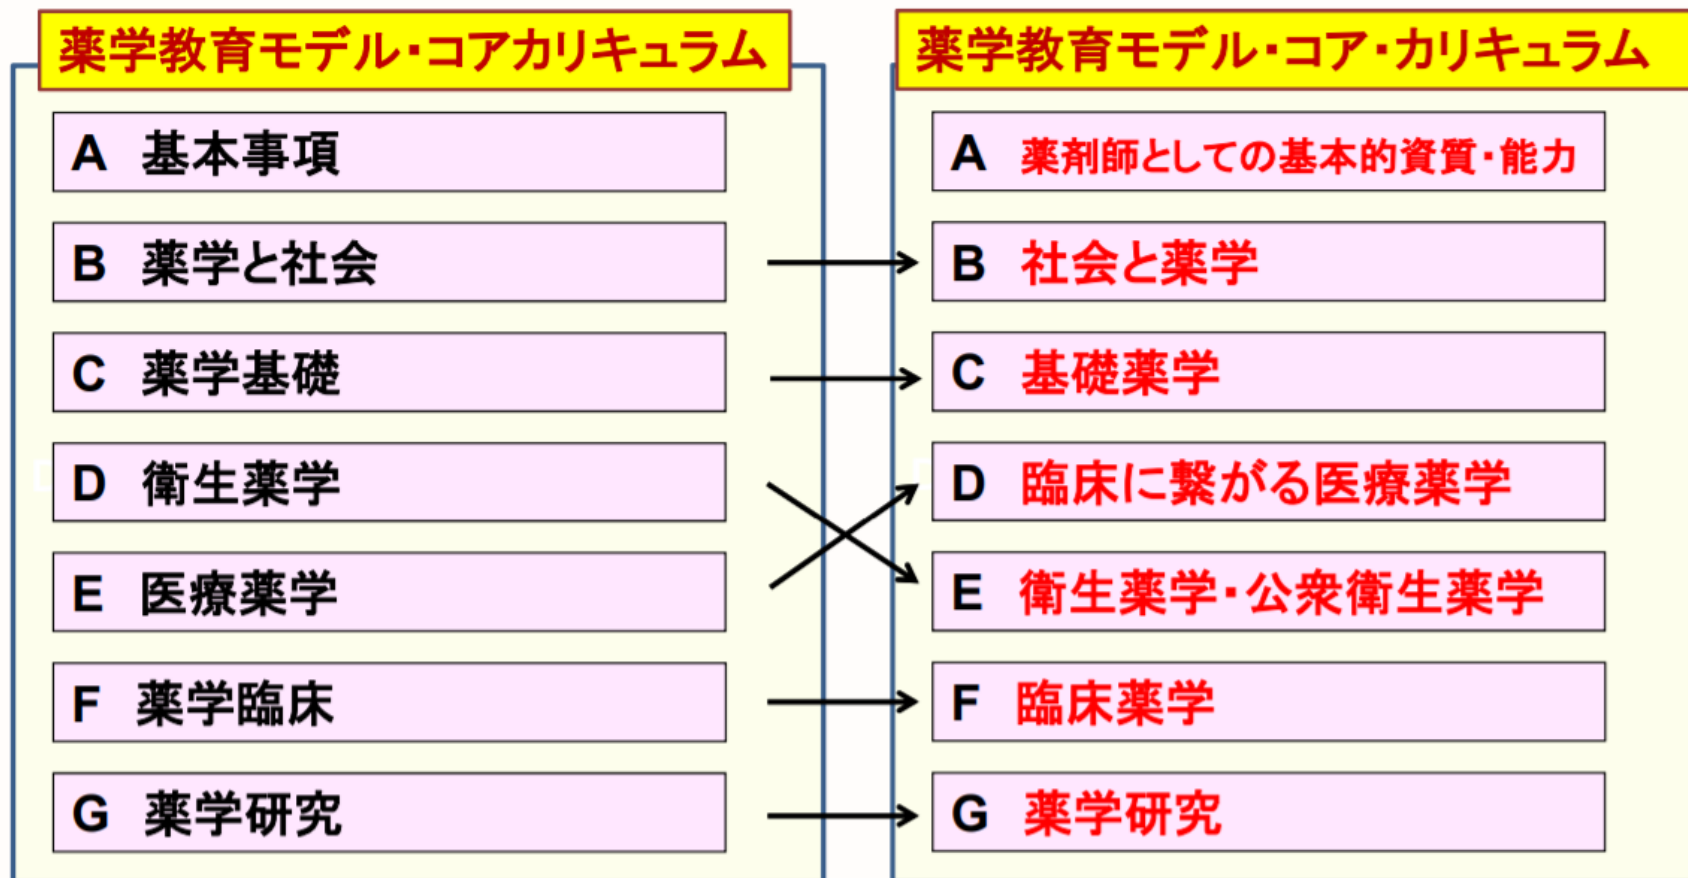 薬学教育モデル・コアカリキュラム
A 基本事項
B 薬学と社会
C 薬学基礎
D 衛生薬学
E 医療薬学
F 薬学臨床
G 薬学研究
薬学教育モデル・コア・カリキュラム
A 薬剤師としての基本的資質・能力
B 社会と薬学
C 基礎薬学
D 臨床に繋がる医療薬学
E 衛生薬学・公衆衛生薬学
F 臨床薬学
G 薬学研究